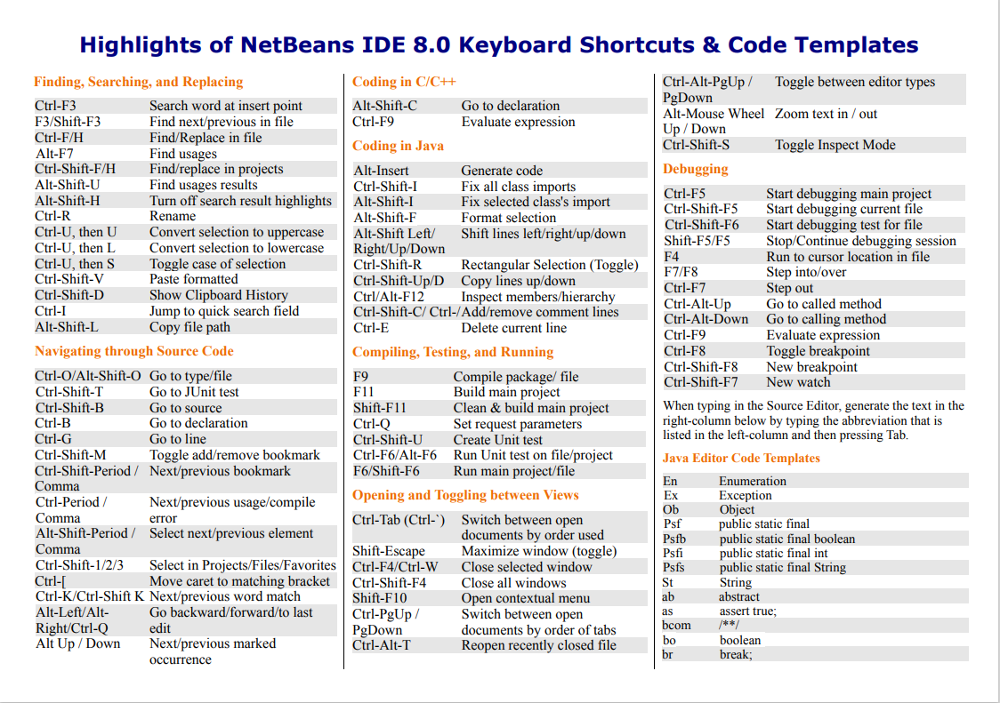 Highlights of NetBeans IDE 8.0 Keyboard Shortcuts & Code Templates
Finding, Searching, and Replacing
Ctrl-F3 Search word at insert point
F3/Shift-F3 Find next/previous in file
Ctrl-F/H Find/Replace in file
Alt-F7 Find usages
Ctrl-Shift-F/H Find/replace in projects
Alt-Shift-U Find usages results
Alt-Shift-H Turn off search result highlights
Ctrl-R Rename
Ctrl-U, then U Convert selection to uppercase
Ctrl-U, then L Convert selection to lowercase
Ctrl-U, then S Toggle case of selection
Ctrl-Shift-V Paste formatted
Ctrl-Shift-D Show Clipboard History
Ctrl-I Jump to quick search field
Alt-Shift-L Copy file path
Navigating through Source Code
Ctrl-O/Alt-Shift-O Go to type/file
Ctrl-Shift-T Go to JUnit test
Ctrl-Shift-B Go to source
Ctrl-B Go to declaration
Ctrl-G Go to line
Ctrl-Shift-M Toggle add/remove bookmark
Ctrl-Shift-Period / Next/previous bookmark
Comma
Ctrl-Period / Next/previous usage/compile
Comma error
Alt-Shift-Period / Select next/previous element
Comma
Ctrl-Shift-1/2/3 Select in Projects/Files/Favorites
Ctrl-[ Move caret to matching bracket
Ctrl-K/Ctrl-Shift K Next/previous word match
Alt-Left/Alt- Go backward/forward/to last
Right/Ctrl-Q edit
Alt Up / Down Next/previous marked
occurrence
Coding in C/C++
Alt-Shift-C Go to declaration
Ctrl-F9 Evaluate expression
Coding in Java
Alt-Insert Generate code
Ctrl-Shift-I Fix all class imports
Alt-Shift-I Fix selected class's import
Alt-Shift-F Format selection
Alt-Shift Left/ Shift lines left/right/up/down
Right/Up/Down
Ctrl-Shift-R Rectangular Selection (Toggle)
Ctrl-Shift-Up/D Copy lines up/down
Ctrl/Alt-F12 Inspect members/hierarchy
Ctrl-Shift-C/ Ctrl-/ Add/remove comment lines
Ctrl-E Delete current line
Compiling, Testing, and Running
F9 Compile package/ file
F11 Build main project
Shift-F11 Clean & build main project
Ctrl-Q Set request parameters
Ctrl-Shift-U Create Unit test
Ctrl-F6/Alt-F6 Run Unit test on file/project
F6/Shift-F6 Run main project/file
Opening and Toggling between Views
Ctrl-Tab (Ctrl-`) Switch between open
documents by order used
Shift-Escape Maximize window (toggle)
Ctrl-F4/Ctrl-W Close selected window
Ctrl-Shift-F4 Close all windows
Shift-F10 Open contextual menu
Ctrl-PgUp / Switch between open
PgDown documents by order of tabs
Ctrl-Alt-T Reopen recently closed file
Ctrl-Alt-PgUp / Toggle between editor types
PgDown
Alt-Mouse Wheel Zoom text in / out
Up / Down
Ctrl-Shift-S Toggle Inspect Mode
Debugging
Ctrl-F5 Start debugging main project
Ctrl-Shift-F5 Start debugging current file
Ctrl-Shift-F6 Start debugging test for file
Shift-F5/F5 Stop/Continue debugging session
F4 Run to cursor location in file
F7/F8 Step into/over
Ctrl-F7 Step out
Ctrl-Alt-Up Go to called method
Ctrl-Alt-Down Go to calling method
Ctrl-F9 Evaluate expression
Ctrl-F8 Toggle breakpoint
Ctrl-Shift-F8 New breakpoint
Ctrl-Shift-F7 New watch
When typing in the Source Editor, generate the text in the
right-column below by typing the abbreviation that is
listed in the left-column and then pressing Tab.
Java Editor Code Templates
En Enumeration
Ex Exception
Ob Object
Psf public static final
Psfb public static final boolean
Psfi public static final int
Psfs public static final String
St String
ab abstract
as assert true;
bcom /**/
bo boolean
br break;